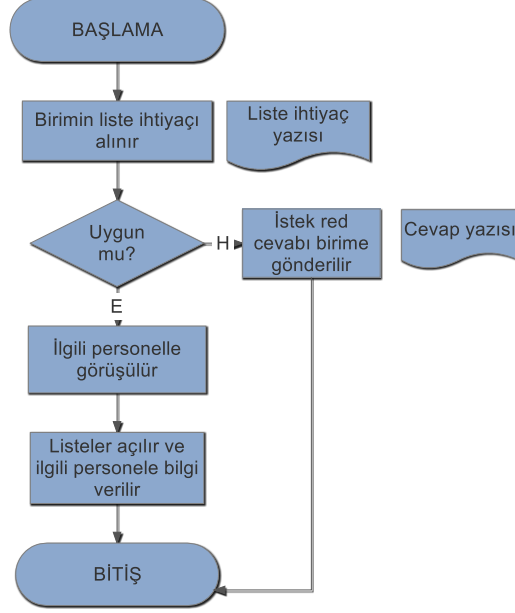 BAŞLAMA
Birimin liste ihtiyaçı
alınır
Liste ihtiyaç
yazısı
Uygun
mu?
H
İstek red
cevabı birime
gönderilir
Cevap yazısı
E
İlgili personelle
görüşülür
Listeler açılır ve
ilgili personele bilgi
verilir
BİTİŞ